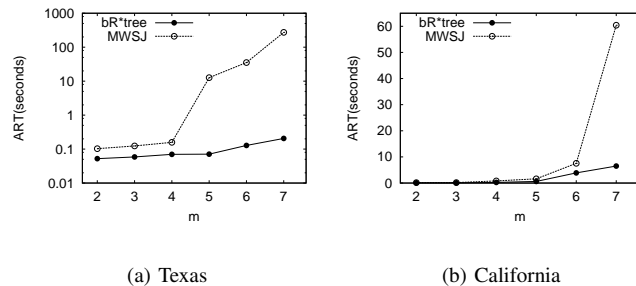 bR*tree
MWSJ
1000
100
10
1
0.1
0.01
ART(seconds)
2 3 4 5 6 7
m
(a) Texas
bR*tree
MWSJ
60
50
40
30
20
10
0
ART(seconds)
2 3 4 5 6 7
m
(b) California